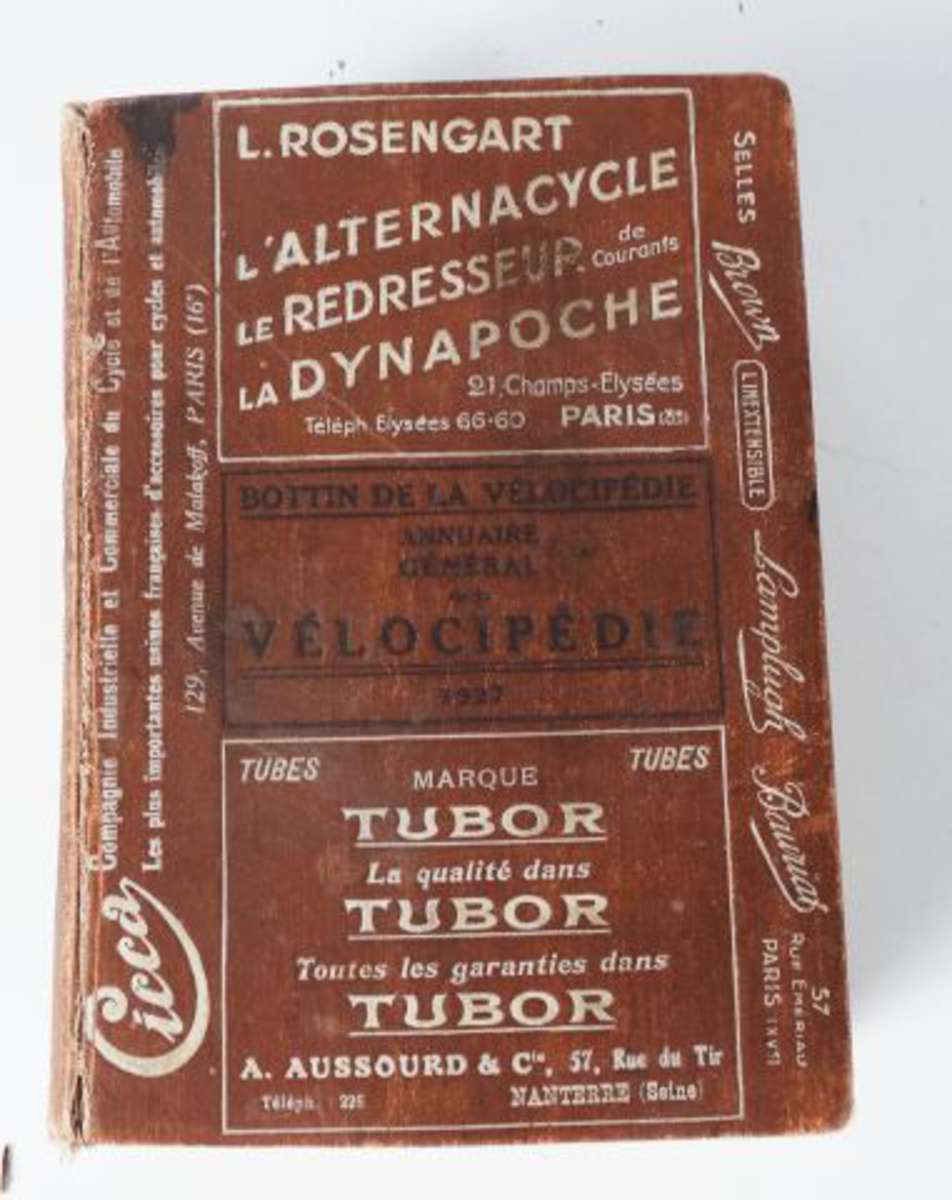 L. ROSENGART
L'ALTERNACYCLE
LE REDRESSEUR de Courants
LA DYNAPOCHE
21, Champs-Elysées
Téléph. Elysées 66-60 PARIS
BOTTIN DE LA VÉLOCIPÉDIE
ANNUAIRE
GÉNÉRAL
VÉLOCIPÉDIE
1927
TUBES TUBES
MARQUE
TUBOR
La qualité dans
TUBOR
Toutes les garanties dans
TUBOR
A. AUSSOURD & Cie, 57, Rue du Tir
Téléph. 225 NANTERRE (Seine)
Cicca
Compagnie Industrielle et Commerciale du Cycle et de l'Automobile
Les plus importantes usines françaises d'accessoires pour cycles et automobiles
129, Avenue de Malakoff, PARIS (16e)
SELLES Brown L'INEXTENSIBLE Lamplugh Bauriat
57 RUE EMERIAU
PARIS (XVe)